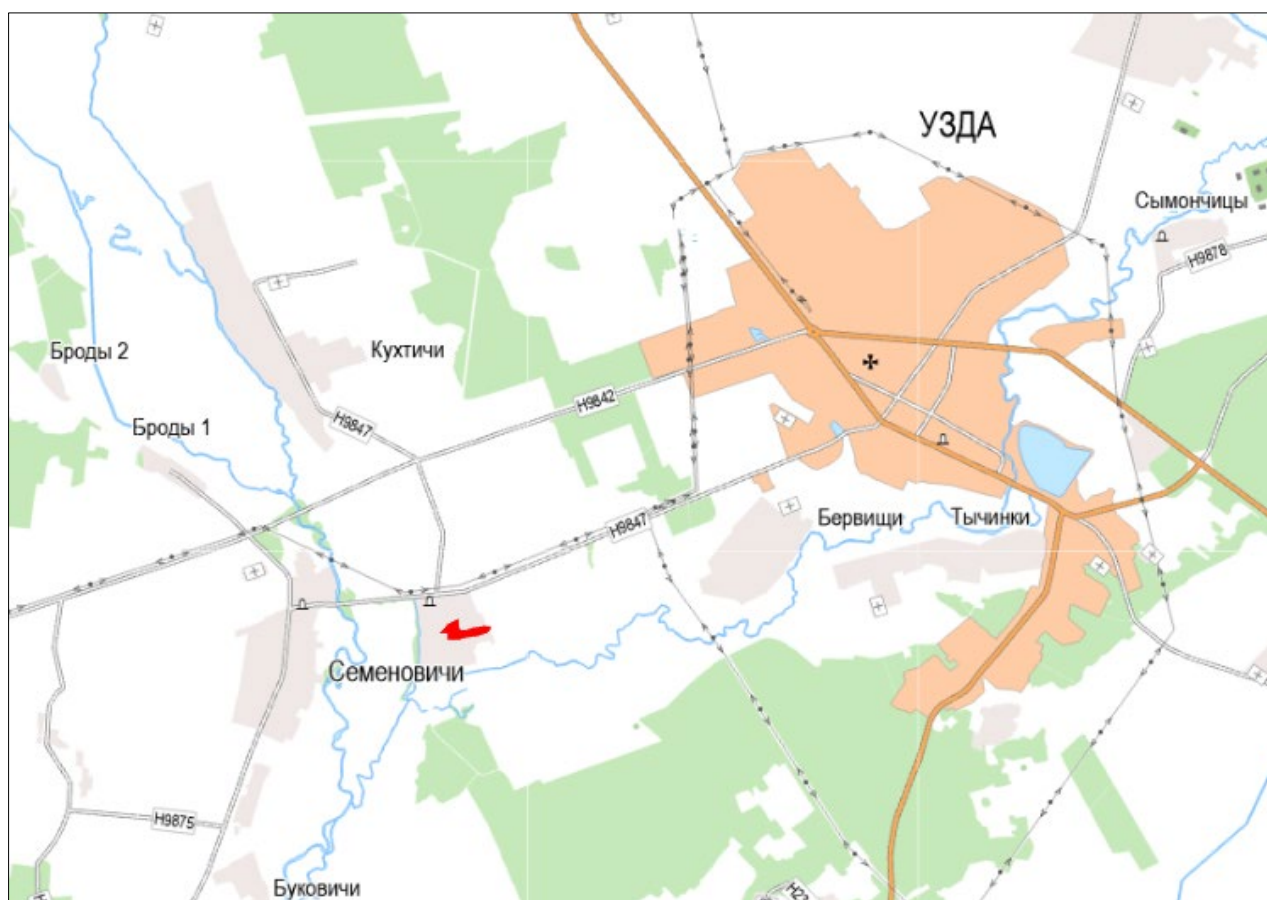 УЗДА
Сымончицы
Н9878
Броды 2
Кухтичи
Н9842
Н9847
Броды 1
Н9847
Бервищи
Тычинки
Семеновичи
Н9875
Буковичи